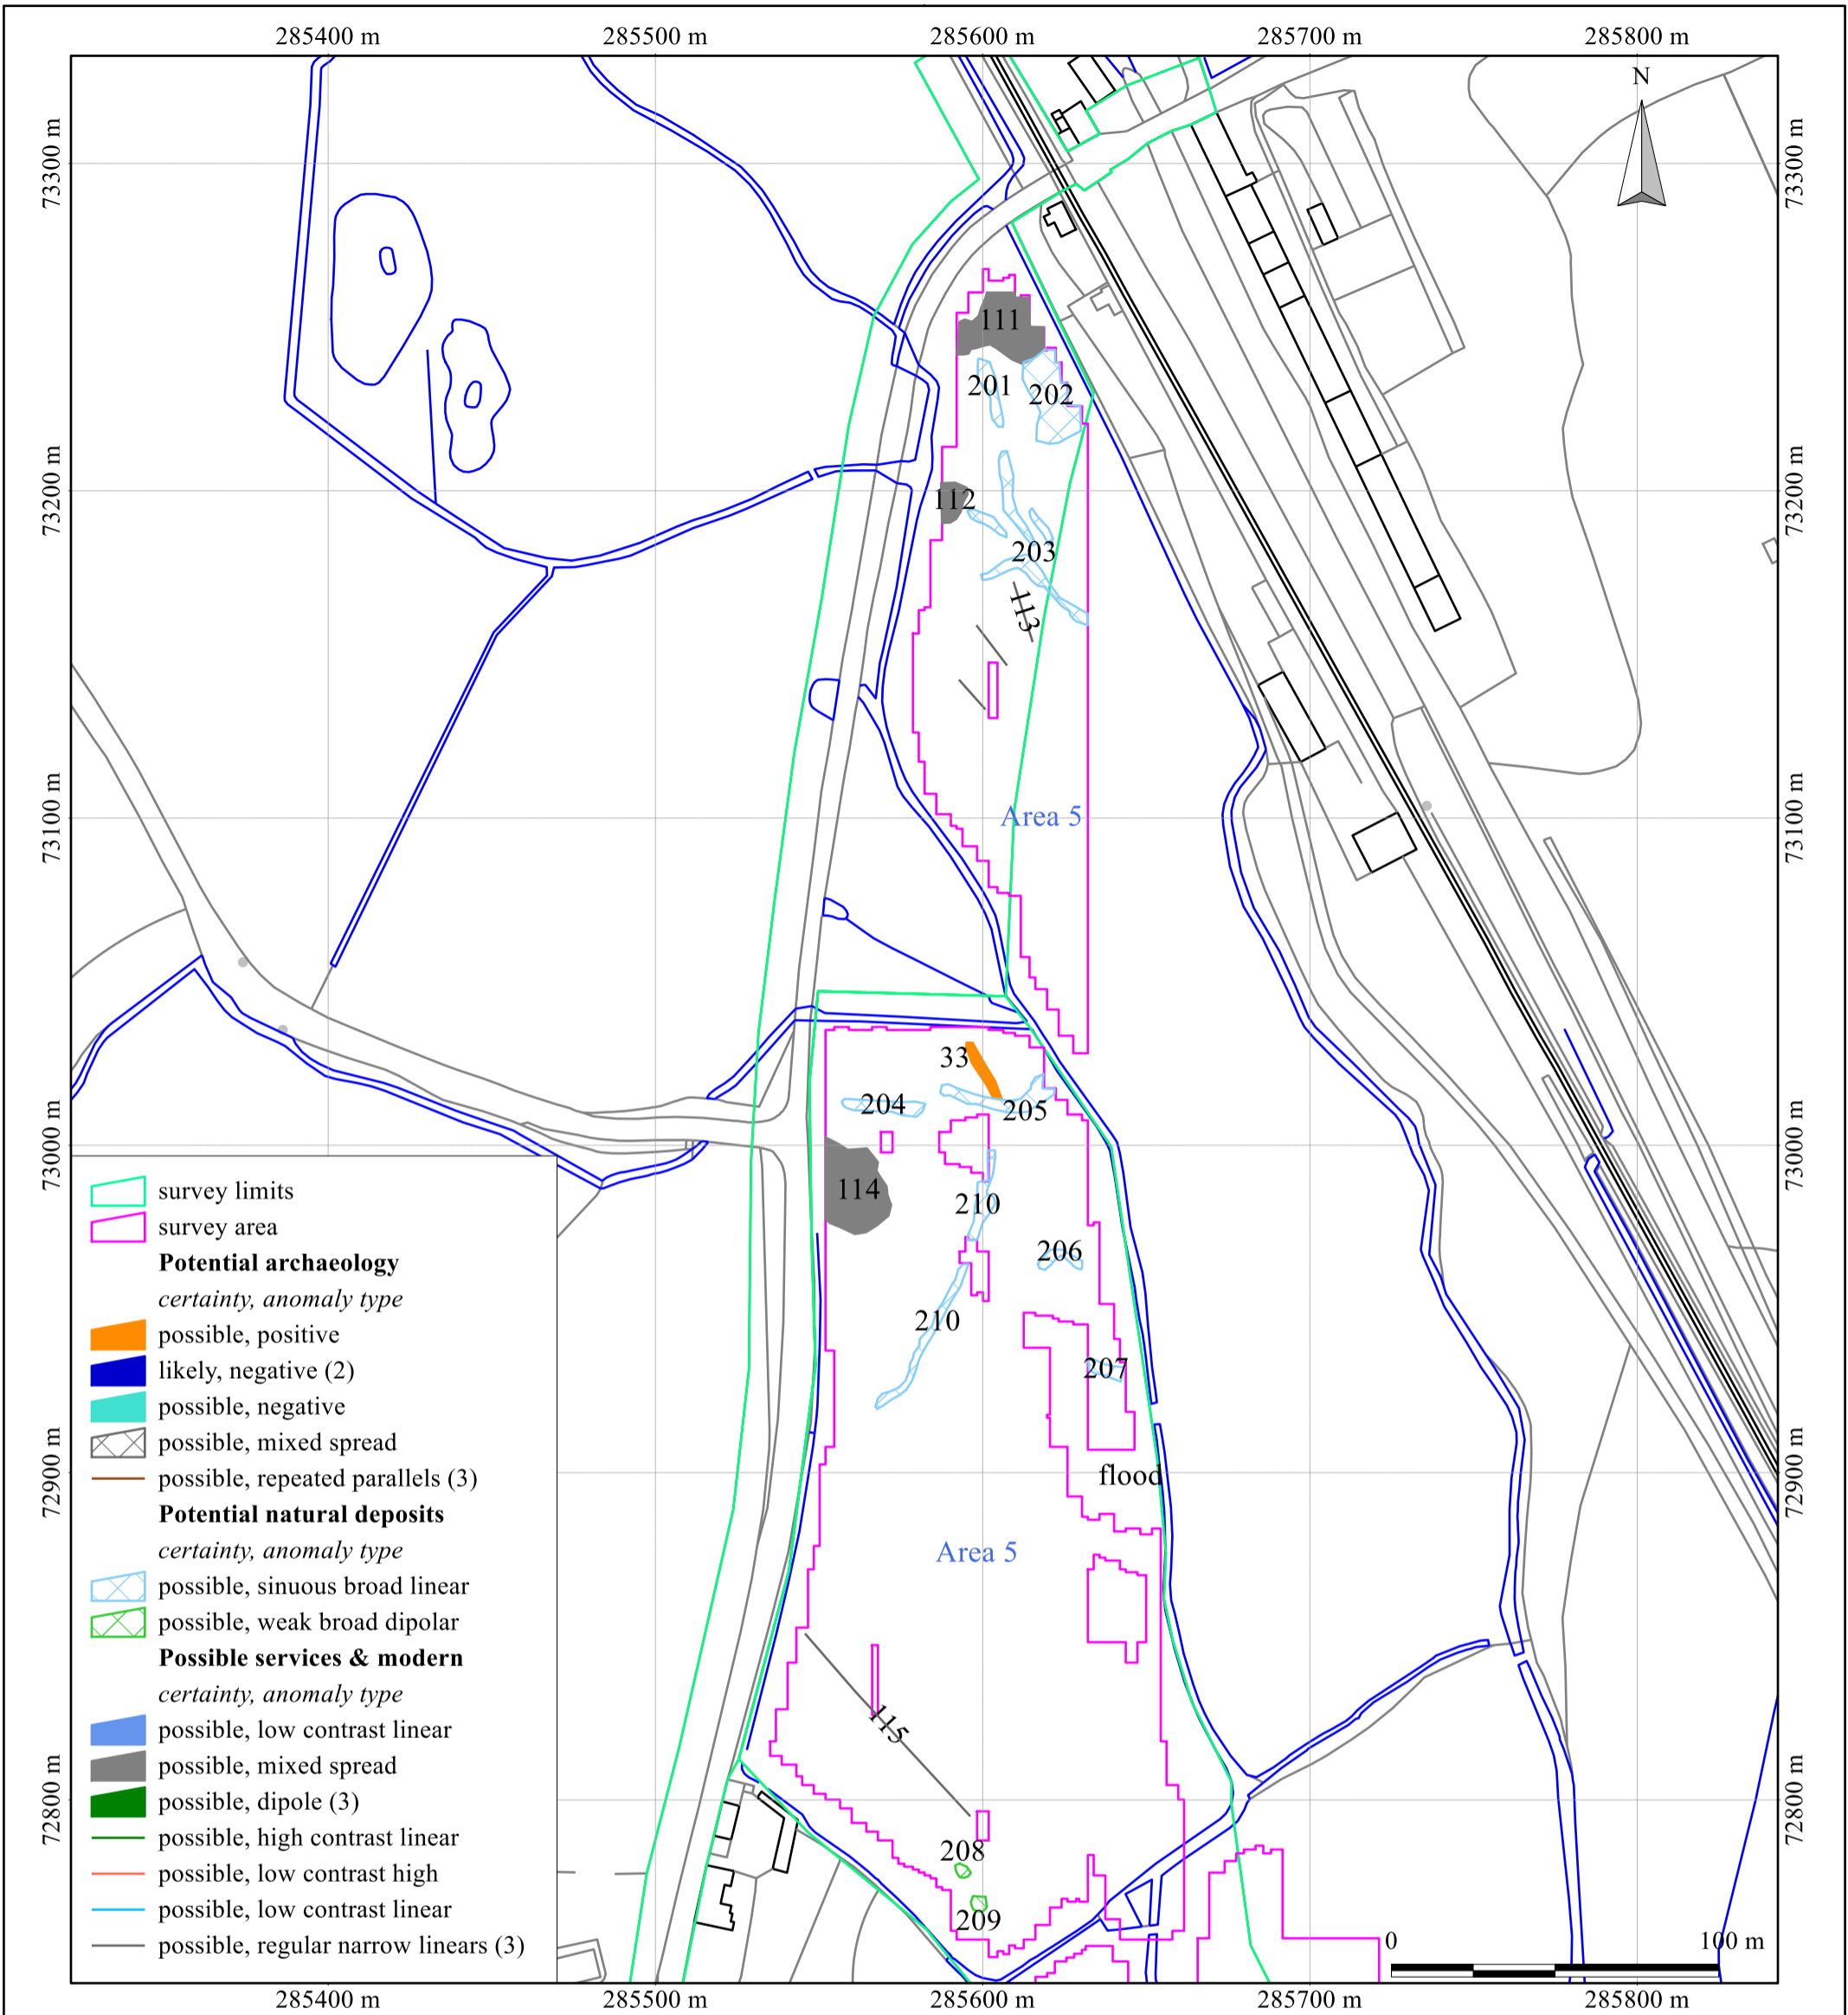 285400 m 285500 m 285600 m 285700 m 285800 m
N
73300 m 73300 m
111
201
202
73200 m 73200 m
112
203
113
73100 m 73100 m
Area 5
33
204
205
73000 m 73000 m
114
210
206
210
207
72900 m 72900 m
flood
Area 5
115
72800 m 72800 m
208
209
survey limits
survey area
Potential archaeology
certainty, anomaly type
possible, positive
likely, negative (2)
possible, negative
possible, mixed spread
possible, repeated parallels (3)
Potential natural deposits
certainty, anomaly type
possible, sinuous broad linear
possible, weak broad dipolar
Possible services & modern
certainty, anomaly type
possible, low contrast linear
possible, mixed spread
possible, dipole (3)
possible, high contrast linear
possible, low contrast high
possible, low contrast linear
possible, regular narrow linears (3)
0 100 m
285400 m 285500 m 285600 m 285700 m 285800 m